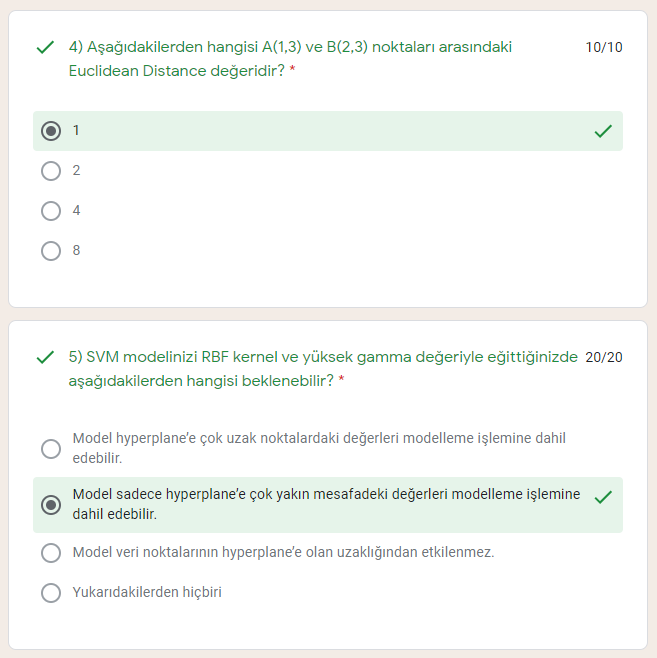 4) Aşağıdakilerden hangisi A(1,3) ve B(2,3) noktaları arasındaki 10/10
Euclidean Distance değeridir? *
1
2
4
8
5) SVM modelinizi RBF kernel ve yüksek gamma değeriyle eğittiğinizde 20/20
aşağıdakilerden hangisi beklenebilir? *
Model hyperplane’e çok uzak noktalardaki değerleri modelleme işlemine dahil
edebilir.
Model sadece hyperplane’e çok yakın mesafedeki değerleri modelleme işlemine
dahil edebilir.
Model veri noktalarının hyperplane’e olan uzaklığından etkilenmez.
Yukarıdakilerden hiçbiri